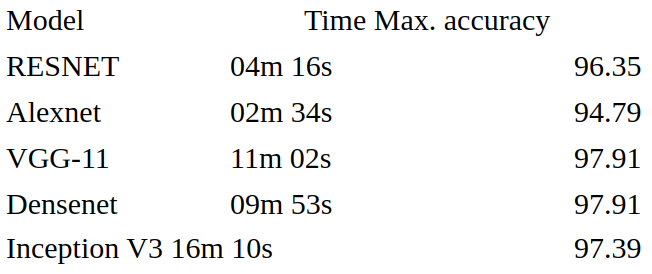 Model Time Max. accuracy
RESNET 04m 16s 96.35
Alexnet 02m 34s 94.79
VGG-11 11m 02s 97.91
Densenet 09m 53s 97.91
Inception V3 16m 10s 97.39